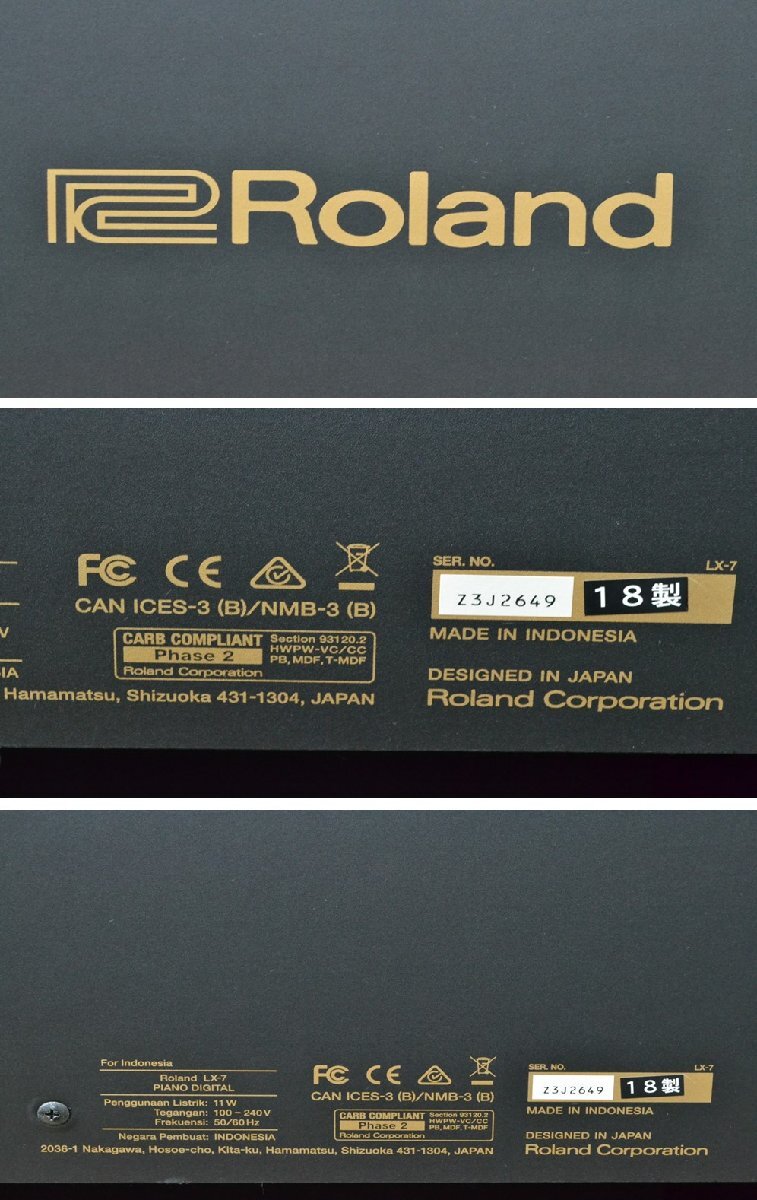 Roland
FC CE
CAN ICES-3 (B)/NMB-3 (B)
CARB COMPLIANT
Phase 2
Roland Corporation
Section 93120.2
HWPW-VC/CC
PB, MDF, T-MDF
V
IA
Hamamatsu, Shizuoka 431-1304, JAPAN
SER. NO.
LX-7
Z3J2649
18製
MADE IN INDONESIA
DESIGNED IN JAPAN
Roland Corporation
For Indonesia
Roland LX-7
PIANO DIGITAL
Penggunaan Listrik: 11W
Tegangan: 100 - 240V
Frekuensi: 50/60Hz
Negara Pembuat: INDONESIA
2036-1 Nakagawa, Hosoe-cho, Kita-ku, Hamamatsu, Shizuoka 431-1304, JAPAN
FC CE
CAN ICES-3 (B)/NMB-3 (B)
CARB COMPLIANT
Phase 2
Roland Corporation
Section 93120.2
HWPW-VC/CC
PB, MDF, T-MDF
SER. NO.
LX-7
Z3J2649
18製
MADE IN INDONESIA
DESIGNED IN JAPAN
Roland Corporation